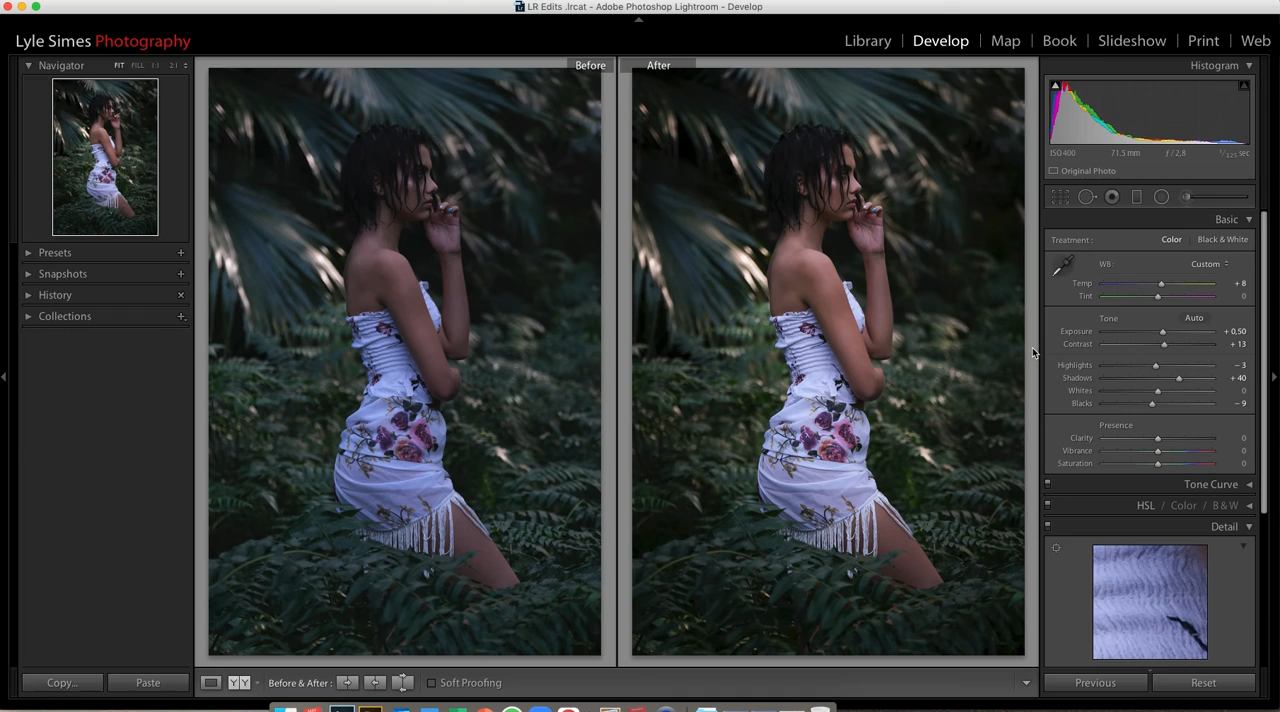 LR Edits .lrcat - Adobe Photoshop Lightroom - Develop
Lyle Simes Photography
Library | Develop | Map | Book | Slideshow | Print | Web
Navigator FIT FILL 1:1 2:1
Presets
Snapshots
History
Collections
Copy... Paste
Before After
YY Before & After : Soft Proofing
Histogram
ISO 400 71.5 mm ƒ / 2,8 1/125 sec
Original Photo
Basic
Treatment : Color Black & White
WB: Custom
Temp + 8
Tint 0
Tone Auto
Exposure + 0,50
Contrast + 13
Highlights − 3
Shadows + 40
Whites 0
Blacks − 9
Presence
Clarity 0
Vibrance 0
Saturation 0
Tone Curve
HSL / Color / B & W
Detail
Previous Reset